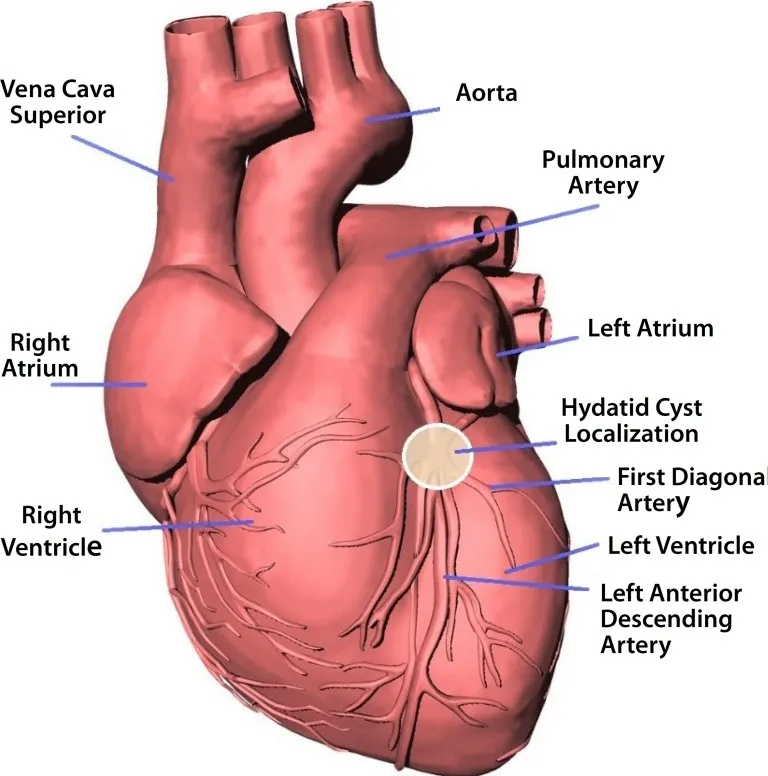 Vena Cava
Superior
Aorta
Pulmonary
Artery
Right
Atrium
Left Atrium
Hydatid Cyst
Localization
First Diagonal
Artery
Right
Ventricle
Left Ventricle
Left Anterior
Descending
Artery